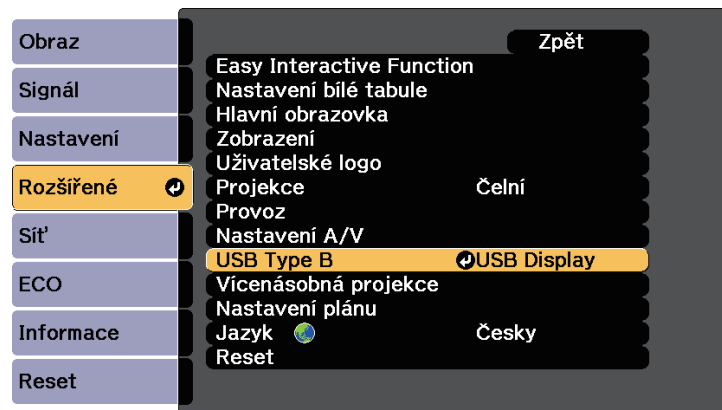 Obraz
Signál
Nastavení
Rozšířené
Síť
ECO
Informace
Reset
Zpět
Easy Interactive Function
Nastavení bílé tabule
Hlavní obrazovka
Zobrazení
Uživatelské logo
Projekce Čelní
Provoz
Nastavení A/V
USB Type B USB Display
Vícenásobná projekce
Nastavení plánu
Jazyk Česky
Reset